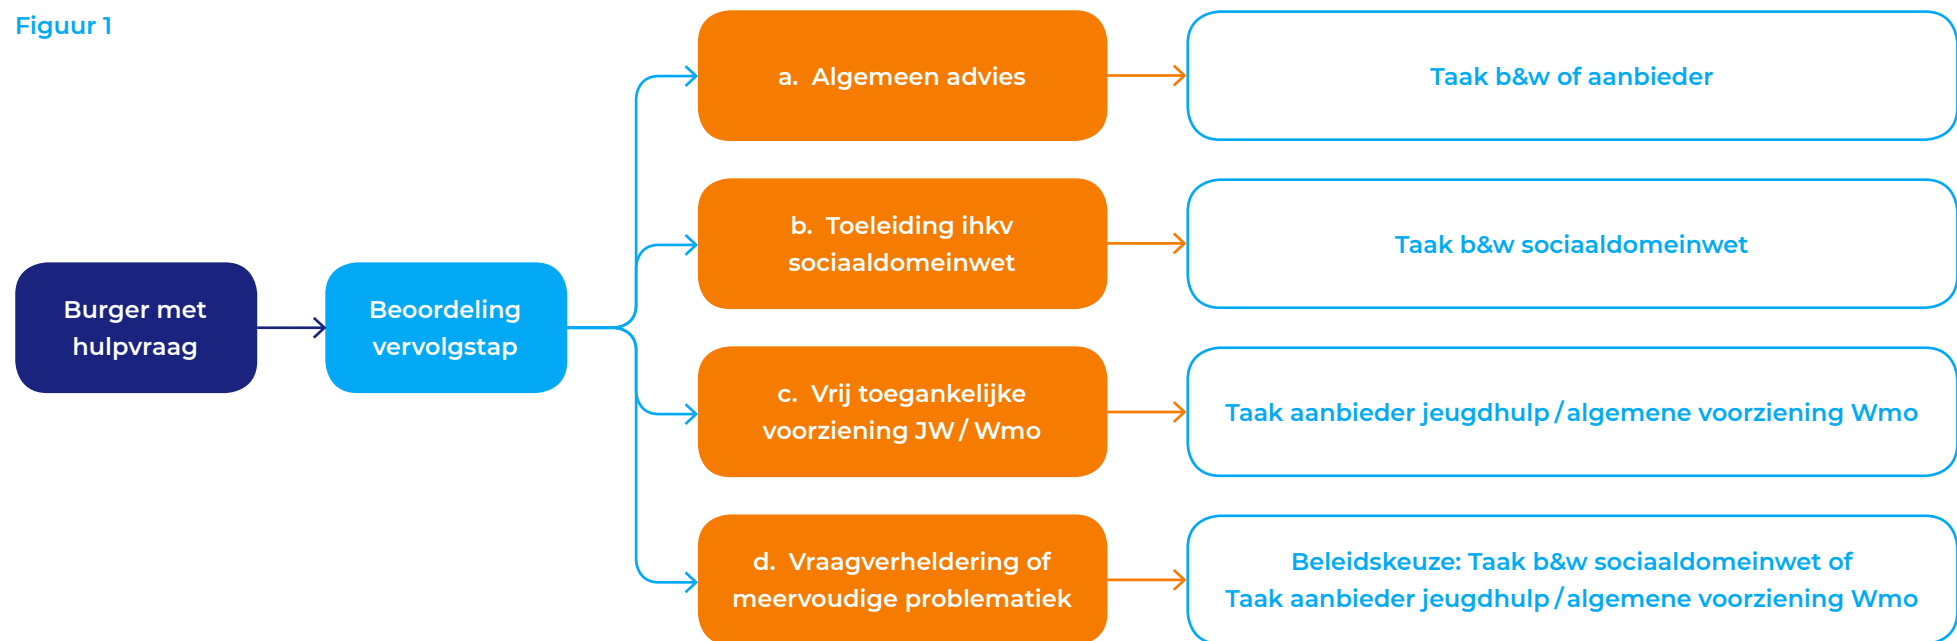 Figuur 1
Burger met
hulpvraag
Beoordeling
vervolgstap
a. Algemeen advies
Taak b&w of aanbieder
b. Toeleiding ihkv
sociaaldomeinwet
Taak b&w sociaaldomeinwet
c. Vrij toegankelijke
voorziening JW / Wmo
Taak aanbieder jeugdhulp / algemene voorziening Wmo
d. Vraagverheldering of
meervoudige problematiek
Beleidskeuze: Taak b&w sociaaldomeinwet of
Taak aanbieder jeugdhulp / algemene voorziening Wmo